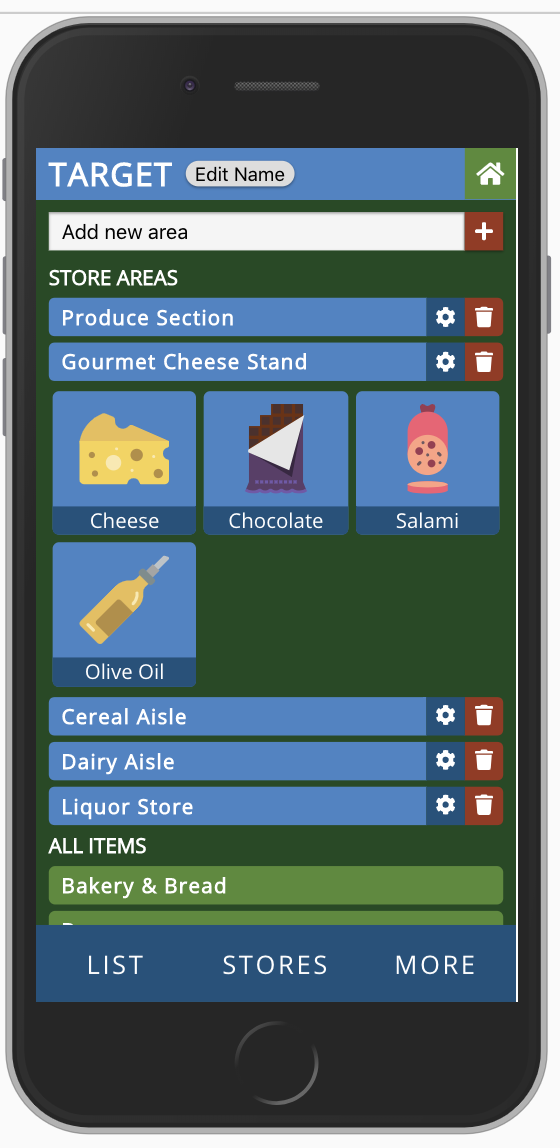 TARGET Edit Name
Add new area
STORE AREAS
Produce Section
Gourmet Cheese Stand
Cheese Chocolate Salami
Olive Oil
Cereal Aisle
Dairy Aisle
Liquor Store
ALL ITEMS
Bakery & Bread
LIST STORES MORE